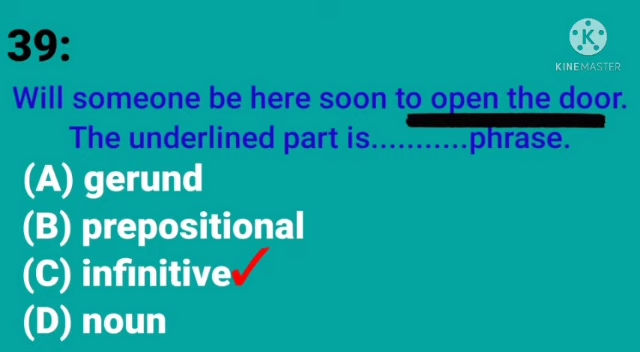 39:
K
KINEMASTER
Will someone be here soon to open the door.
The underlined part is...........phrase.
(A) gerund
(B) prepositional
(C) infinitive
(D) noun